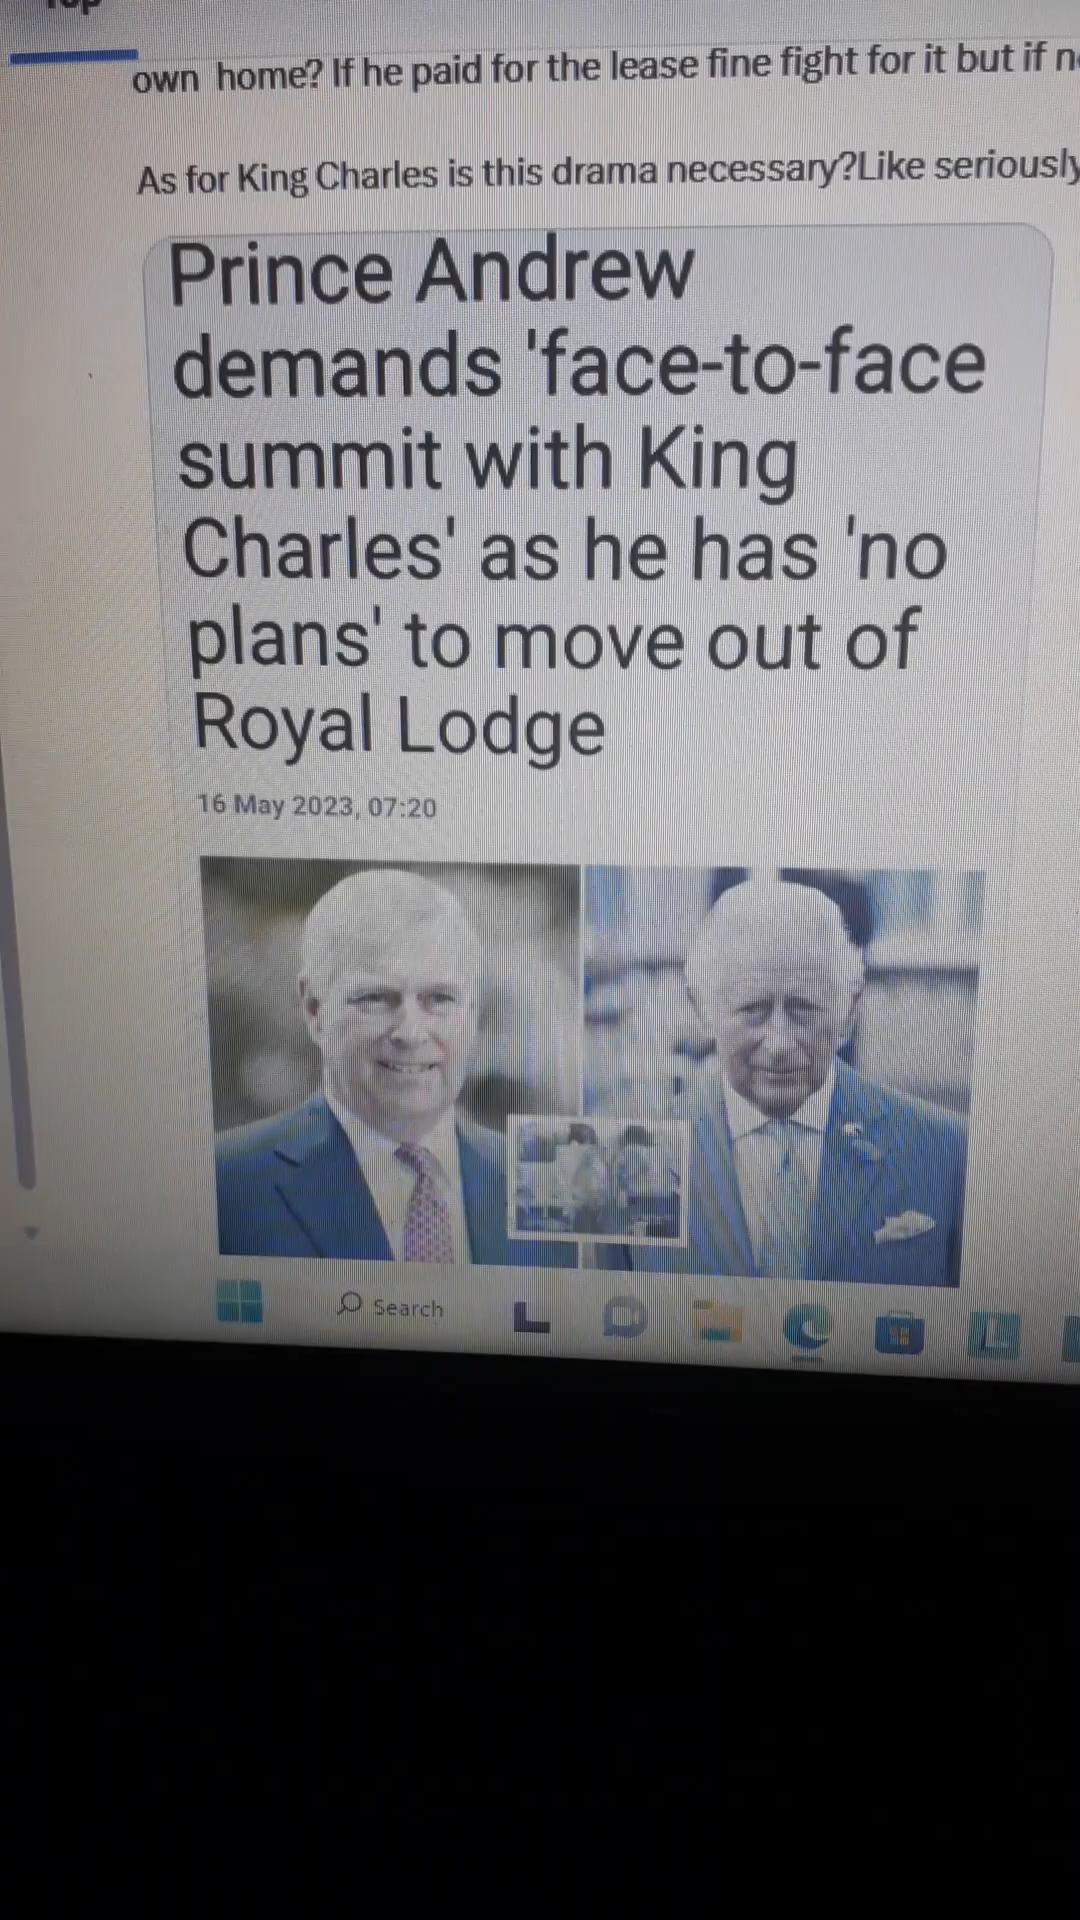 own home? If he paid for the lease fine fight for it but if
As for King Charles is this drama necessary?Like seriously
Prince Andrew
demands 'face-to-face
summit with King
Charles' as he has 'no
plans' to move out of
Royal Lodge
16 May 2023, 07:20
Search